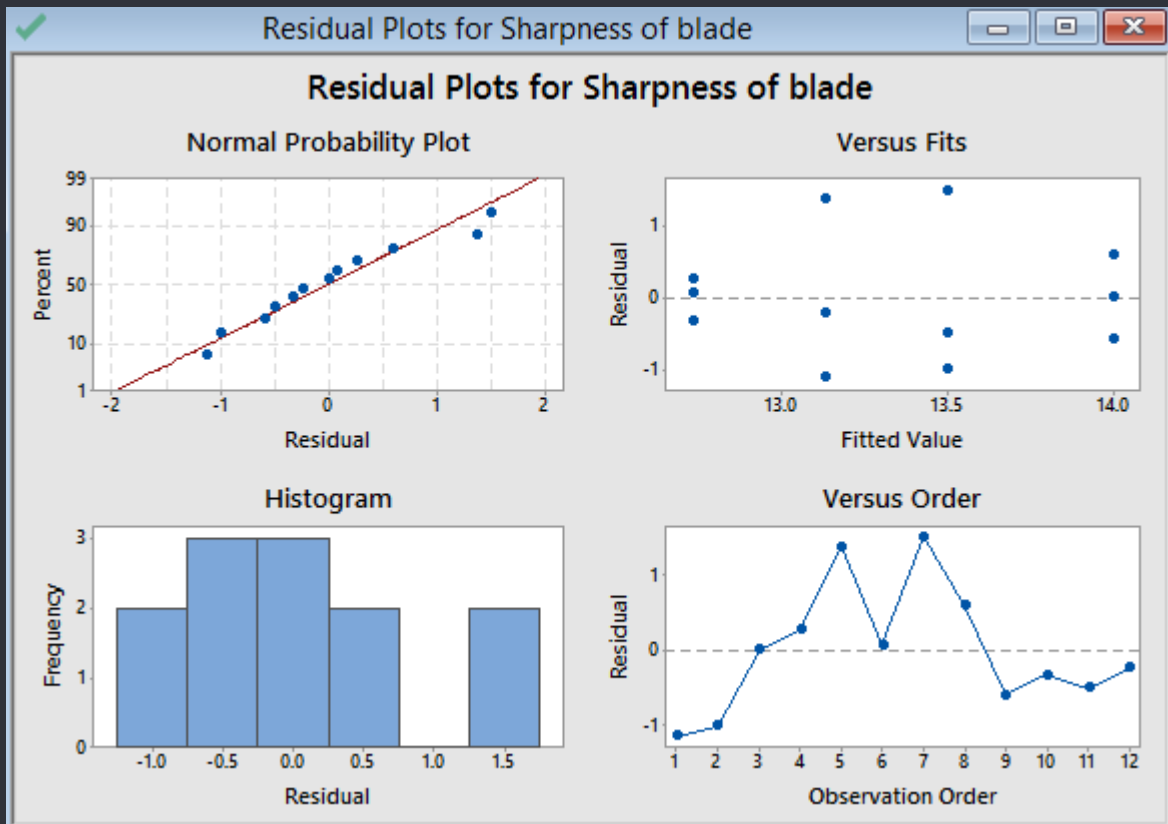 Residual Plots for Sharpness of blade
Residual Plots for Sharpness of blade
Normal Probability Plot
99
90
50
10
1
Percent
-2 -1 0 1 2
Residual
Versus Fits
1
0
-1
Residual
13.0 13.5 14.0
Fitted Value
Histogram
3
2
1
0
Frequency
-1.0 -0.5 0.0 0.5 1.0 1.5
Residual
Versus Order
1
0
-1
Residual
1 2 3 4 5 6 7 8 9 10 11 12
Observation Order